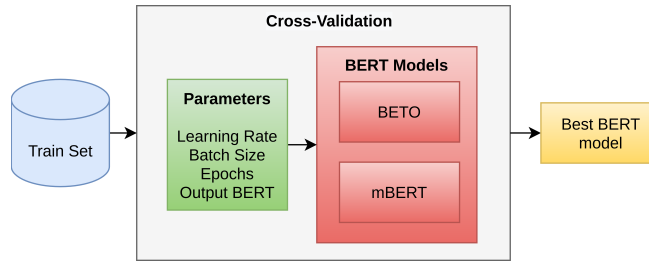 Cross-Validation
Train Set
Parameters
Learning Rate
Batch Size
Epochs
Output BERT
BERT Models
BETO
mBERT
Best BERT
model